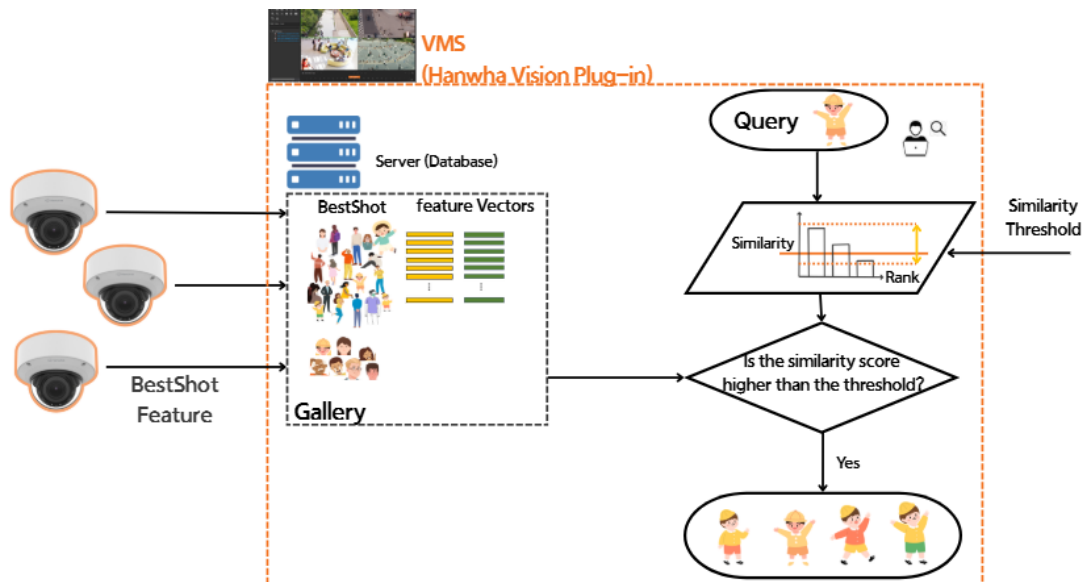 VMS
(Hanwha Vision Plug-in)
Query
Server (Database)
BestShot
feature Vectors
Similarity
Threshold
Similarity
Rank
Is the similarity score
higher than the threshold?
BestShot
Feature
Gallery
Yes